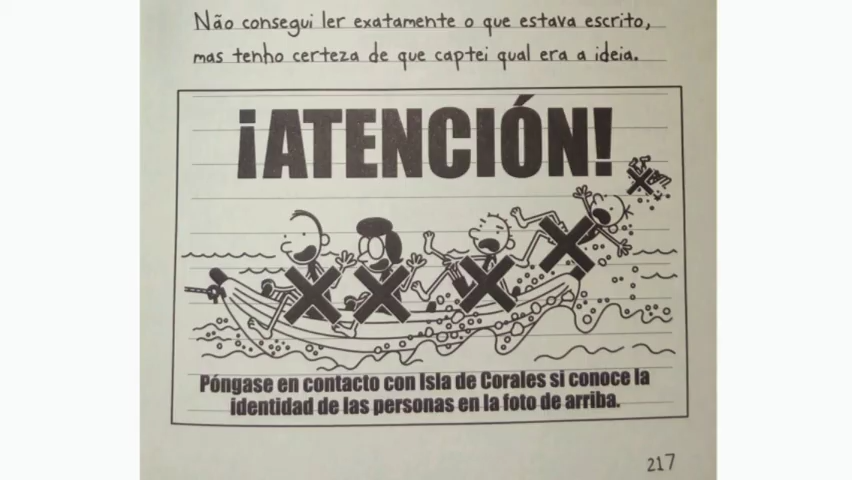 Não consegui ler exatamente o que estava escrito,
mas tenho certeza de que captei qual era a ideia.
¡ATENCIÓN!
Póngase en contacto con Isla de Corales si conoce la
identidad de las personas en la foto de arriba.
217